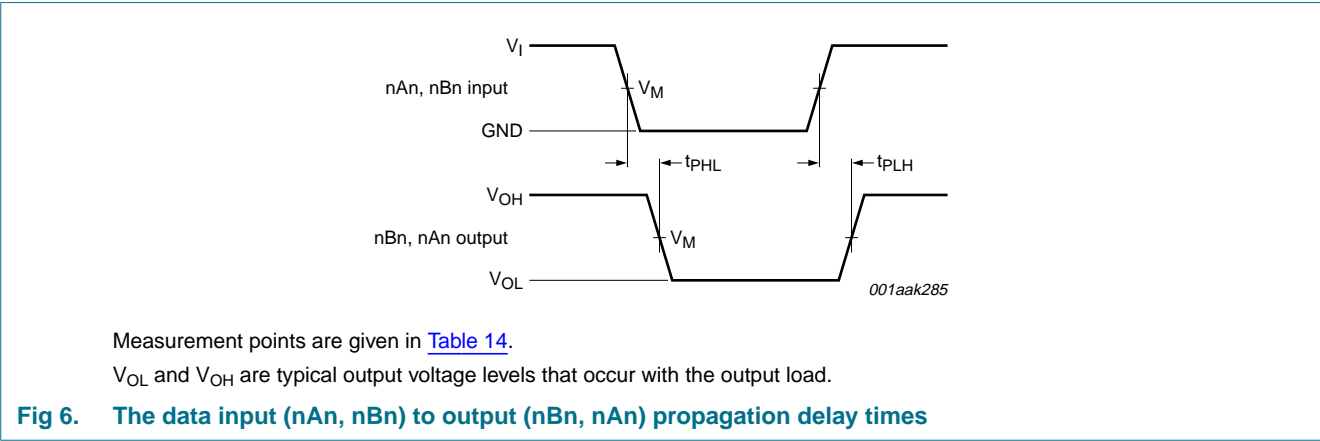 VI
nAn, nBn input
VM
GND
tPHL
tPLH
VOH
nBn, nAn output
VM
VOL
001aak285
Measurement points are given in Table 14.
VOL and VOH are typical output voltage levels that occur with the output load.
Fig 6. The data input (nAn, nBn) to output (nBn, nAn) propagation delay times